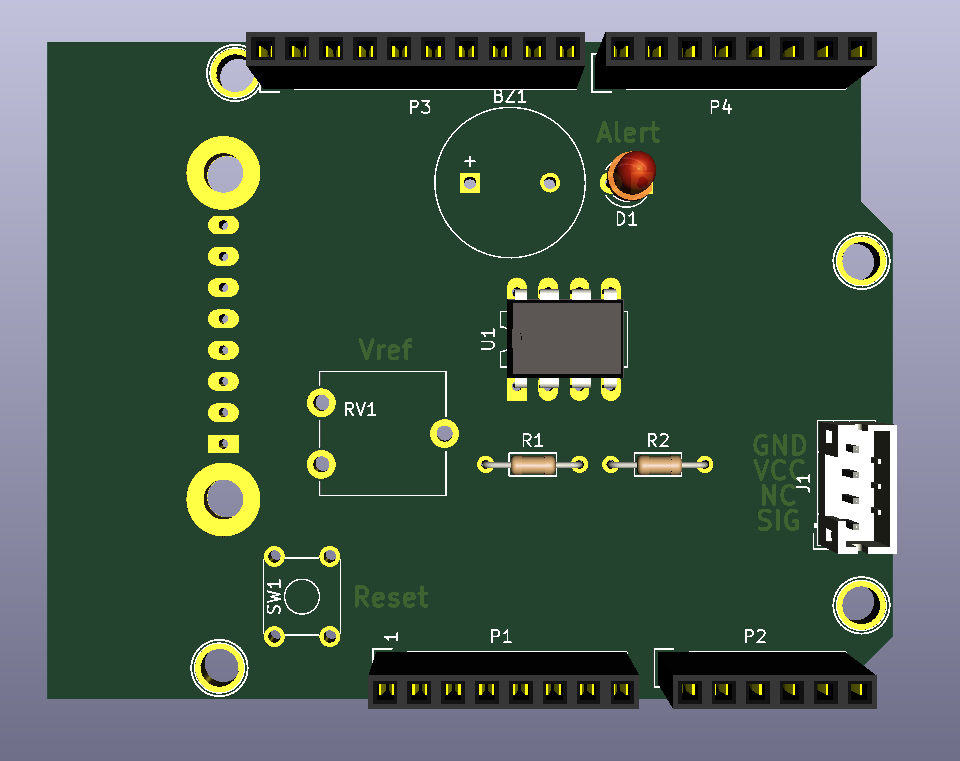 P3
BZ1
P4
+
Alert
D1
U1
Vref
RV1
R1
R2
GND
VCC
NC
SIG
J1
SW1
Reset
1
P1
P2